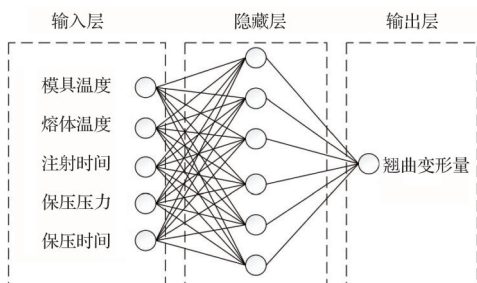 输入层 隐藏层 输出层
模具温度
熔体温度
注射时间
保压压力
保压时间
翘曲变形量